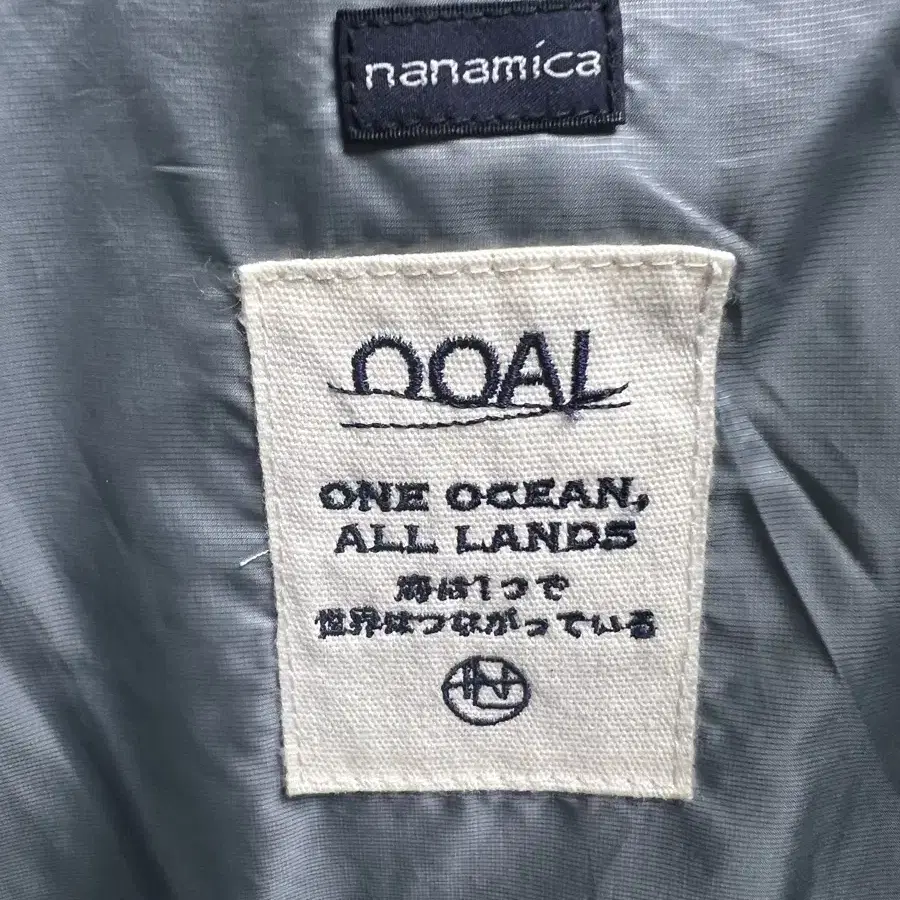 nanamica
OOAL
ONE OCEAN,
ALL LANDS
海は1つで
世界はつながっている